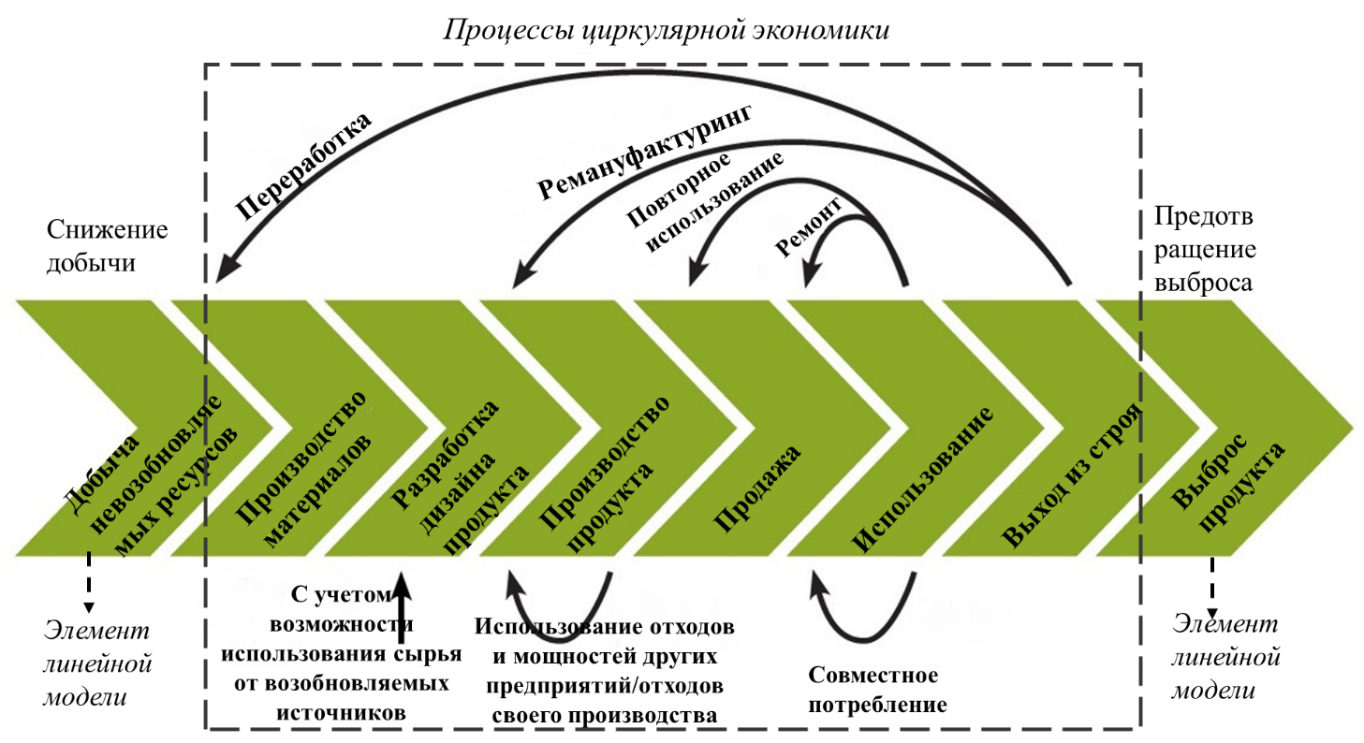 Процессы циркулярной экономики
Переработка
Ремануфактуринг
Повторное
использование
Ремонт
Снижение
добычи
Предотв
ращение
выброса
Добыча
невозобновляе
мых ресурсов
Производство
материалов
Разработка
дизайна
продукта
Производство
продукта
Продажа
Использование
Выход из строя
Выброс
продукта
Элемент
линейной
модели
С учетом
возможности
использования сырья
от возобновляемых
источников
Использование отходов
и мощностей других
предприятий/отходов
своего производства
Совместное
потребление
Элемент
линейной
модели